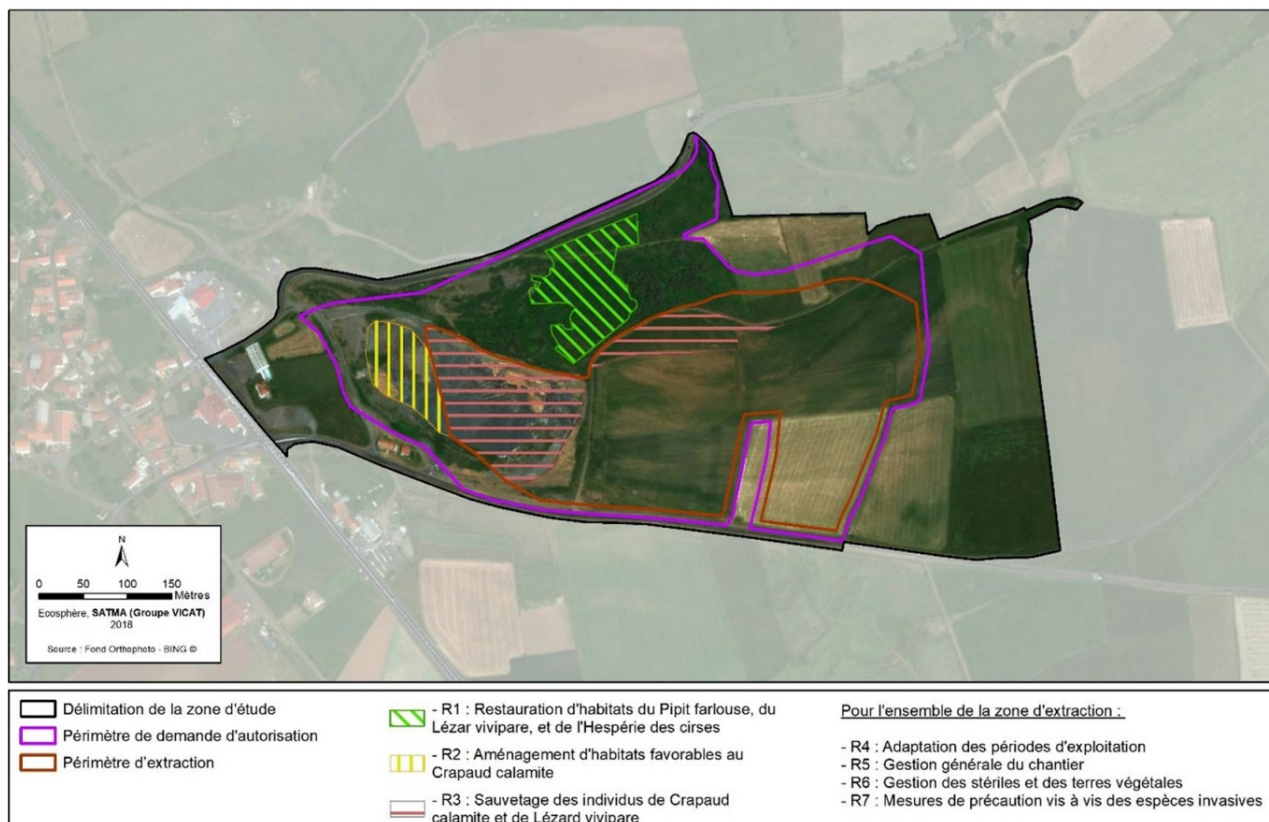 N
0 50 100 150
Mètres
Ecosphère, SATMA (Groupe VICAT)
2018
Source : Fond Orthophoto - BING ©
Délimitation de la zone d'étude
Périmètre de demande d'autorisation
Périmètre d'extraction
- R1 : Restauration d'habitats du Pipit farlouse, du
Lézar vivipare, et de l'Hespérie des cirses
- R2 : Aménagement d'habitats favorables au
Crapaud calamite
- R3 : Sauvetage des individus de Crapaud
calamite et de Lézard vivipare
Pour l'ensemble de la zone d'extraction :
- R4 : Adaptation des périodes d'exploitation
- R5 : Gestion générale du chantier
- R6 : Gestion des stériles et des terres végétales
- R7 : Mesures de précaution vis à vis des espèces invasives